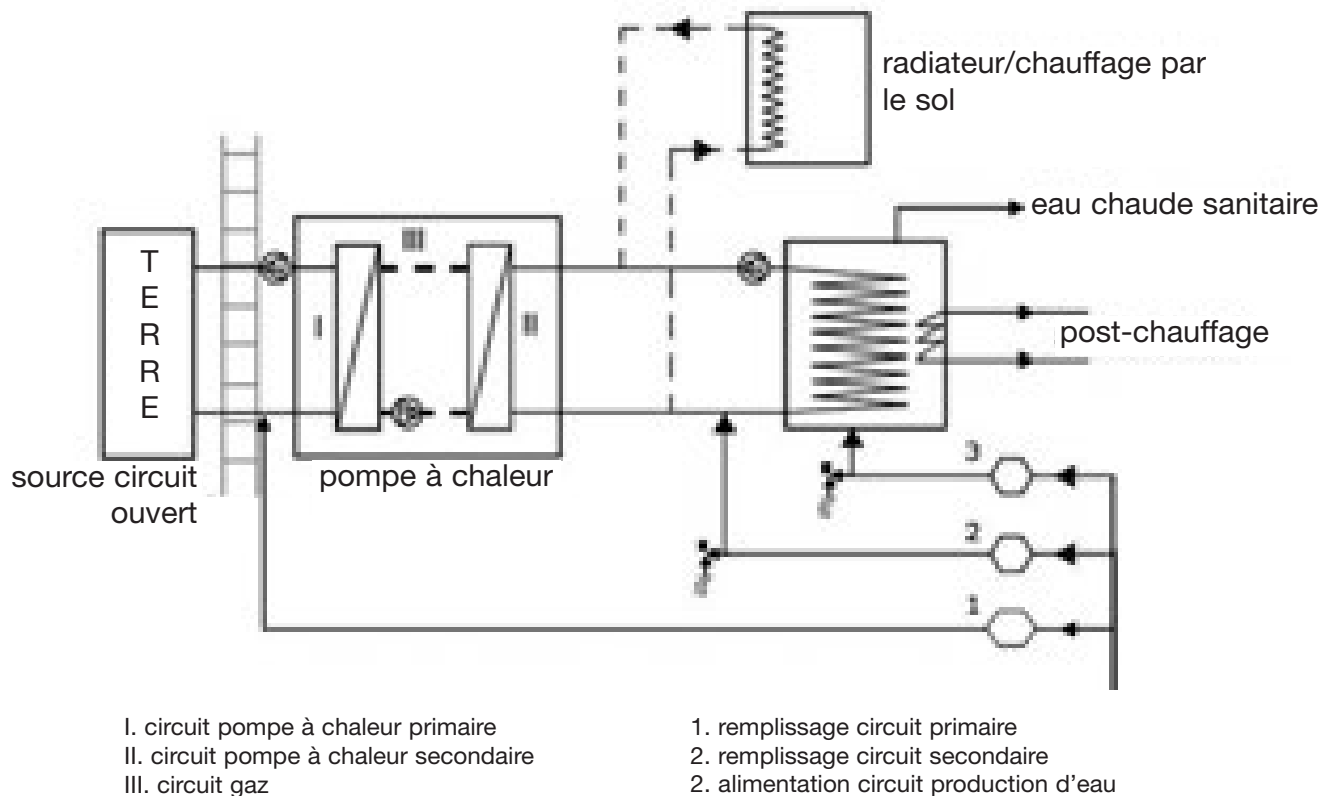 radiateur/chauffage par
le sol
eau chaude sanitaire
T
E
R
R
E
III
I
II
post-chauffage
source circuit
ouvert
pompe à chaleur
3
2
1
I. circuit pompe à chaleur primaire
II. circuit pompe à chaleur secondaire
III. circuit gaz
1. remplissage circuit primaire
2. remplissage circuit secondaire
2. alimentation circuit production d'eau